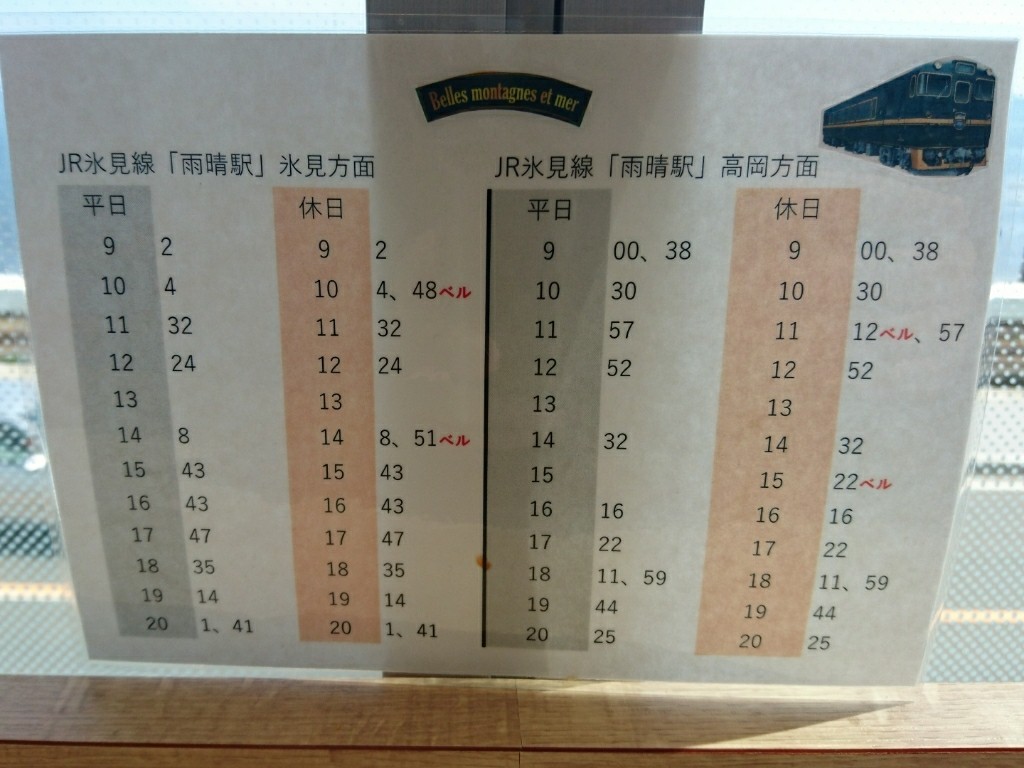 Belles montagnes et mer
JR氷見線「雨晴駅」氷見方面
平日 休日
9 2 9 2
10 4 10 4、48ベル
11 32 11 32
12 24 12 24
13 13
14 8 14 8、51ベル
15 43 15 43
16 43 16 43
17 47 17 47
18 35 18 35
19 14 19 14
20 1、41 20 1、41
JR氷見線「雨晴駅」高岡方面
平日 休日
9 00、38 9 00、38
10 30 10 30
11 57 11 12ベル、57
12 52 12 52
13 13
14 32 14 32
15 15 22ベル
16 16 16 16
17 22 17 22
18 11、59 18 11、59
19 44 19 44
20 25 20 25